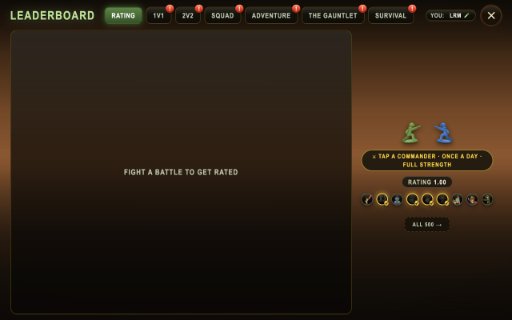 LEADERBOARD
RATING
1V1
2V2
SQUAD
ADVENTURE
THE GAUNTLET
SURVIVAL
YOU: LRM
FIGHT A BATTLE TO GET RATED
TAP A COMMANDER · ONCE A DAY ·
FULL STRENGTH
RATING 1.00
ALL 500 →